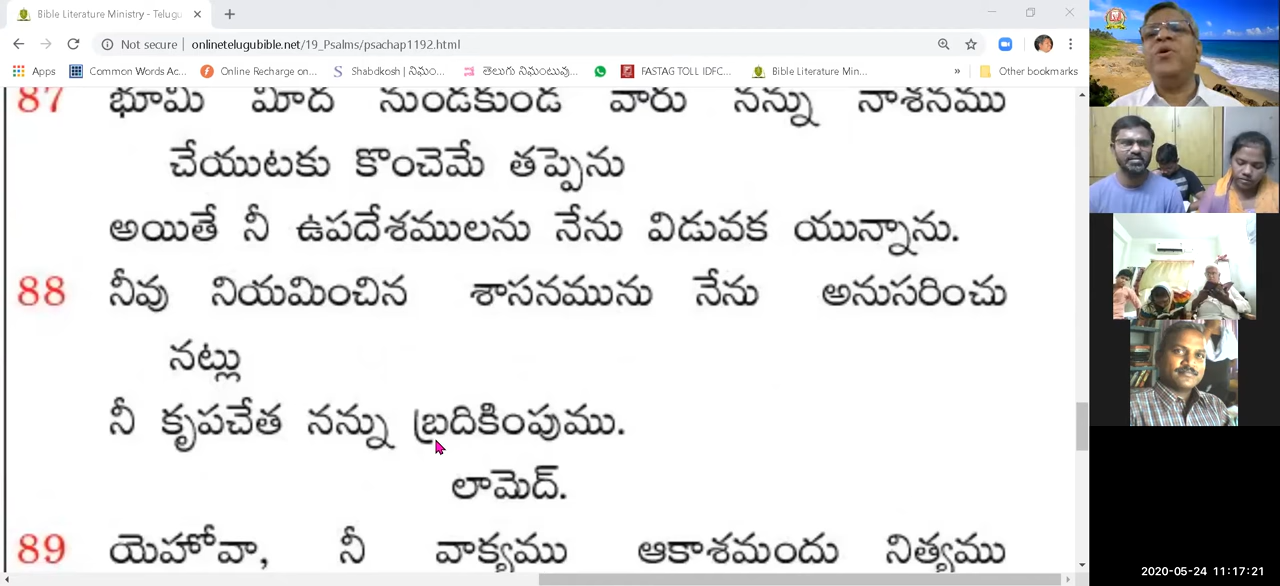 Bible Literature Ministry - Telugu
Not secure | onlinetelugubible.net/19_Psalms/psachap1192.html
Apps Common Words Ac... Online Recharge on... Shabdkosh | నిఘం... తెలుగు నిఘంటువు... FASTAG TOLL IDFC... Bible Literature Min... » Other bookmarks
87 భూమి మీద నుండకుండ వారు నన్ను నాశనము
చేయుటకు కొంచెమే తప్పెను
అయితే నీ ఉపదేశములను నేను విడువక యున్నాను.
88 నీవు నియమించిన శాసనమును నేను అనుసరించు
నట్లు
నీ కృపచేత నన్ను బ్రదికింపుము.
లామెద్.
89 యెహోవా, నీ వాక్యము ఆకాశమందు నిత్యము
2020-05-24 11:17:21